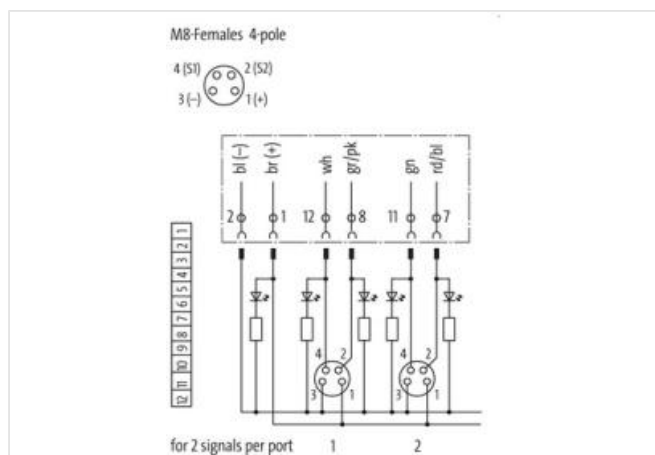 M8-Females 4-pole
4 (S1) 2 (S2)
3 (–) 1 (+)
bl (–) br (+) wh gr/pk gn rd/bl
2 1 12 8 11 7
1 2 3 4 5 6 7 8 9 10 11 12
4 2 4 2
3 1 3 1
for 2 signals per port 1 2